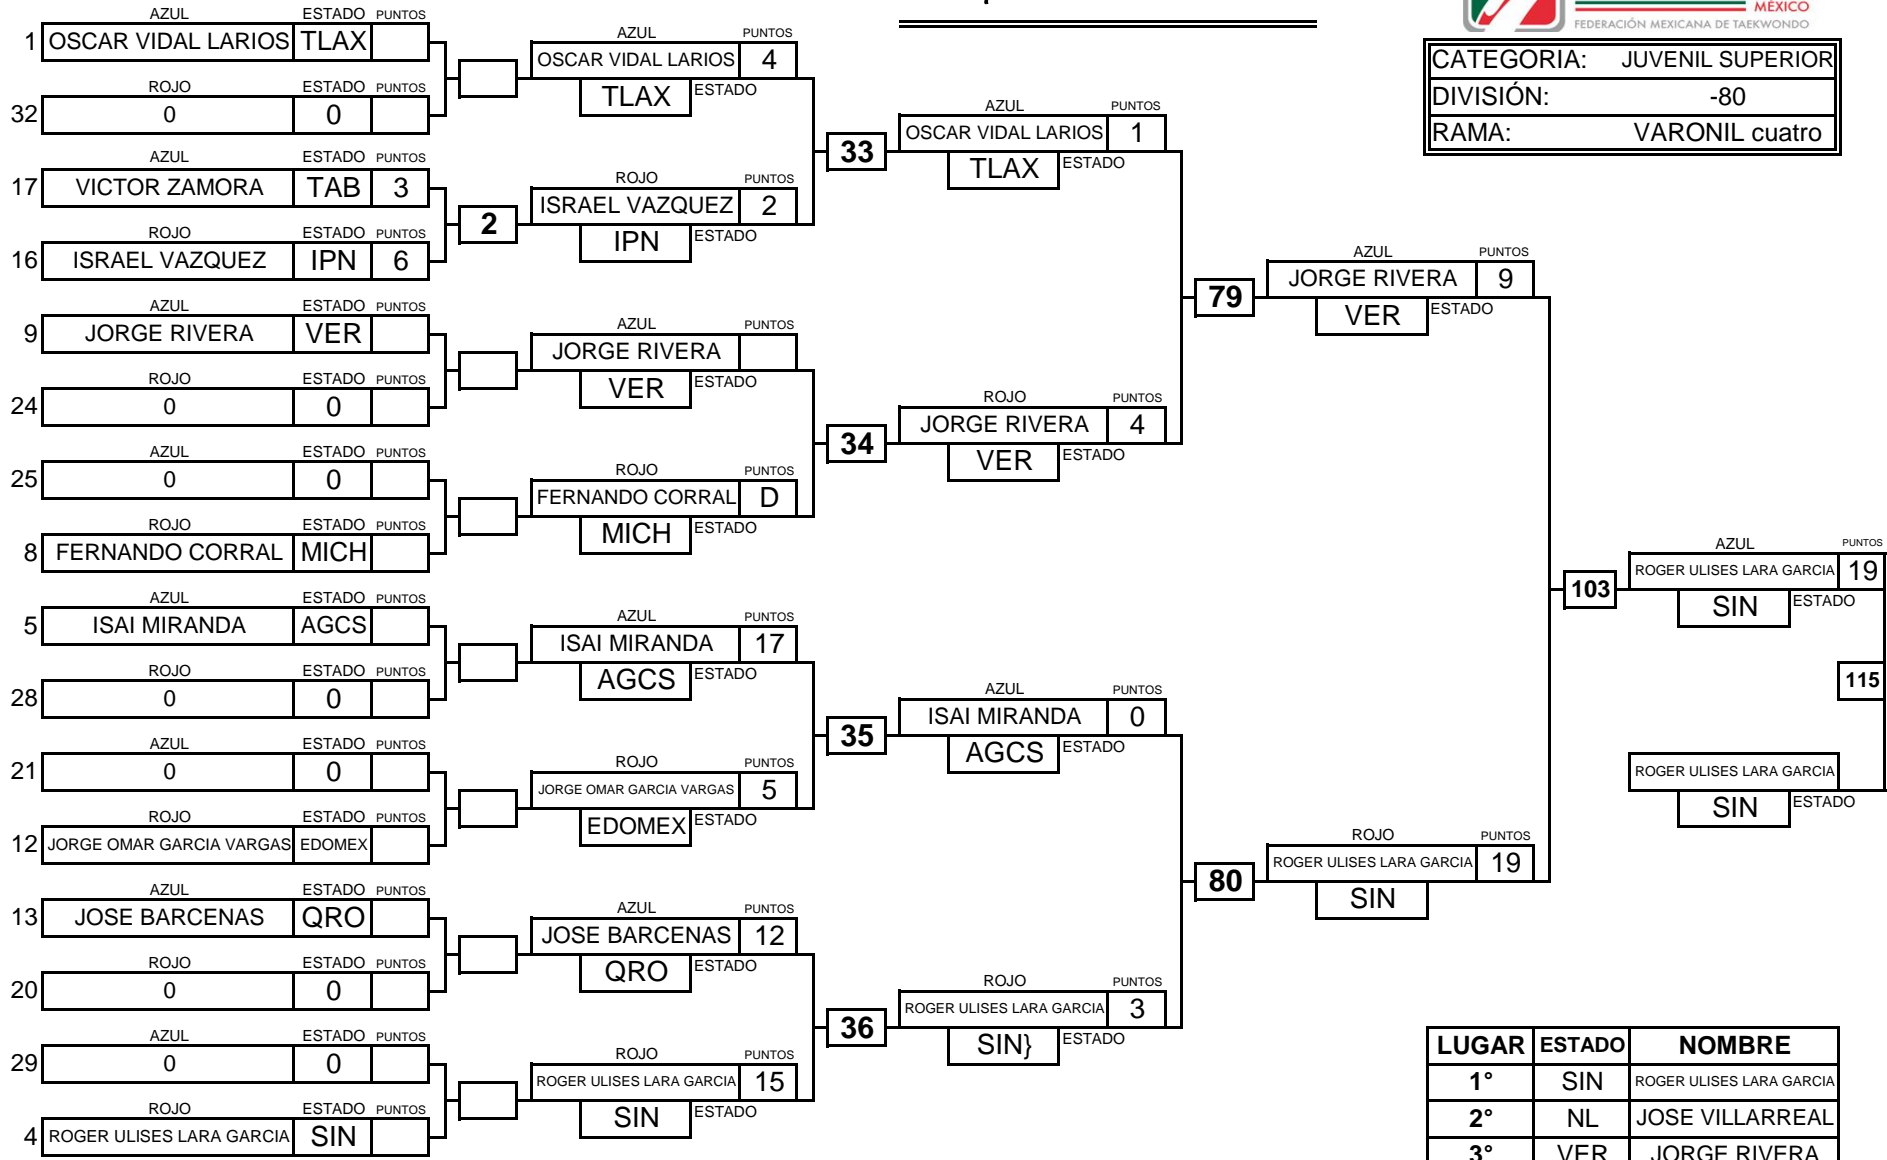 AZUL ESTADO PUNTOS
1 OSCAR VIDAL LARIOS TLAX
ROJO ESTADO PUNTOS
32 0 0
AZUL ESTADO PUNTOS
17 VICTOR ZAMORA TAB 3
ROJO ESTADO PUNTOS
16 ISRAEL VAZQUEZ IPN 6
AZUL ESTADO PUNTOS
9 JORGE RIVERA VER
ROJO ESTADO PUNTOS
24 0 0
AZUL ESTADO PUNTOS
25 0 0
ROJO ESTADO PUNTOS
8 FERNANDO CORRAL MICH
AZUL ESTADO PUNTOS
5 ISAI MIRANDA AGCS
ROJO ESTADO PUNTOS
28 0 0
AZUL ESTADO PUNTOS
21 0 0
ROJO ESTADO PUNTOS
12 JORGE OMAR GARCIA VARGAS EDOMEX
AZUL ESTADO PUNTOS
13 JOSE BARCENAS QRO
ROJO ESTADO PUNTOS
20 0 0
AZUL ESTADO PUNTOS
29 0 0
ROJO ESTADO PUNTOS
4 ROGER ULISES LARA GARCIA SIN
2
AZUL PUNTOS
OSCAR VIDAL LARIOS 4
TLAX ESTADO
ROJO PUNTOS
ISRAEL VAZQUEZ 2
IPN ESTADO
AZUL PUNTOS
JORGE RIVERA
VER ESTADO
ROJO PUNTOS
FERNANDO CORRAL D
MICH ESTADO
AZUL PUNTOS
ISAI MIRANDA 17
AGCS ESTADO
ROJO PUNTOS
JORGE OMAR GARCIA VARGAS 5
EDOMEX ESTADO
AZUL PUNTOS
JOSE BARCENAS 12
QRO ESTADO
ROJO PUNTOS
ROGER ULISES LARA GARCIA 15
SIN ESTADO
33
34
35
36
AZUL PUNTOS
OSCAR VIDAL LARIOS 1
TLAX ESTADO
ROJO PUNTOS
JORGE RIVERA 4
VER ESTADO
AZUL PUNTOS
ISAI MIRANDA 0
AGCS ESTADO
ROJO PUNTOS
ROGER ULISES LARA GARCIA 3
SIN} ESTADO
79
80
AZUL PUNTOS
JORGE RIVERA 9
VER ESTADO
ROJO PUNTOS
ROGER ULISES LARA GARCIA 19
SIN
103
AZUL PUNTOS
ROGER ULISES LARA GARCIA 19
SIN ESTADO
115
ROGER ULISES LARA GARCIA
SIN ESTADO
MÉXICO
FEDERACIÓN MEXICANA DE TAEKWONDO
CATEGORIA: JUVENIL SUPERIOR
DIVISIÓN: -80
RAMA: VARONIL cuatro
LUGAR ESTADO NOMBRE
1° SIN ROGER ULISES LARA GARCIA
2° NL JOSE VILLARREAL
3° VER JORGE RIVERA